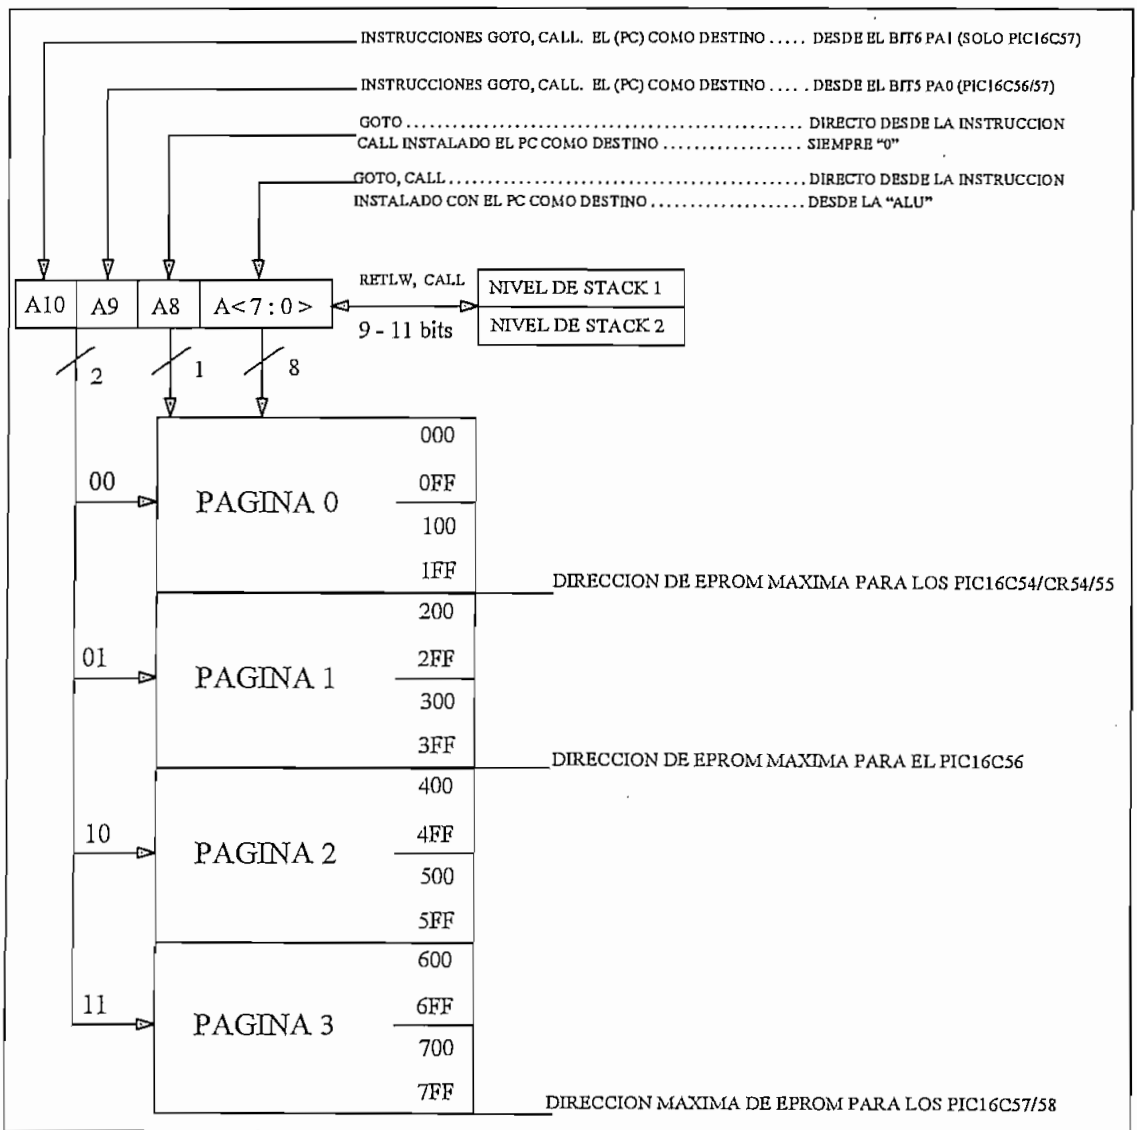 INSTRUCCIONES GOTO, CALL. EL (PC) COMO DESTINO ..... DESDE EL BIT6 PA1 (SOLO PIC16C57)
INSTRUCCIONES GOTO, CALL. EL (PC) COMO DESTINO ..... DESDE EL BIT5 PA0 (PIC16C56/57)
GOTO ................................................ DIRECTO DESDE LA INSTRUCCION
CALL INSTALADO EL PC COMO DESTINO ................. SIEMPRE "0"
GOTO, CALL ........................................... DIRECTO DESDE LA INSTRUCCION
INSTALADO CON EL PC COMO DESTINO ................... DESDE LA "ALU"
A10 A9 A8 A<7:0>
RETLW, CALL
9 - 11 bits
NIVEL DE STACK 1
NIVEL DE STACK 2
2 1 8
000
00
0FF
PAGINA 0
100
1FF
DIRECCION DE EPROM MAXIMA PARA LOS PIC16C54/CR54/55
200
01
2FF
PAGINA 1
300
3FF
DIRECCION DE EPROM MAXIMA PARA EL PIC16C56
400
10
4FF
PAGINA 2
500
5FF
600
11
6FF
PAGINA 3
700
7FF
DIRECCION MAXIMA DE EPROM PARA LOS PIC16C57/58